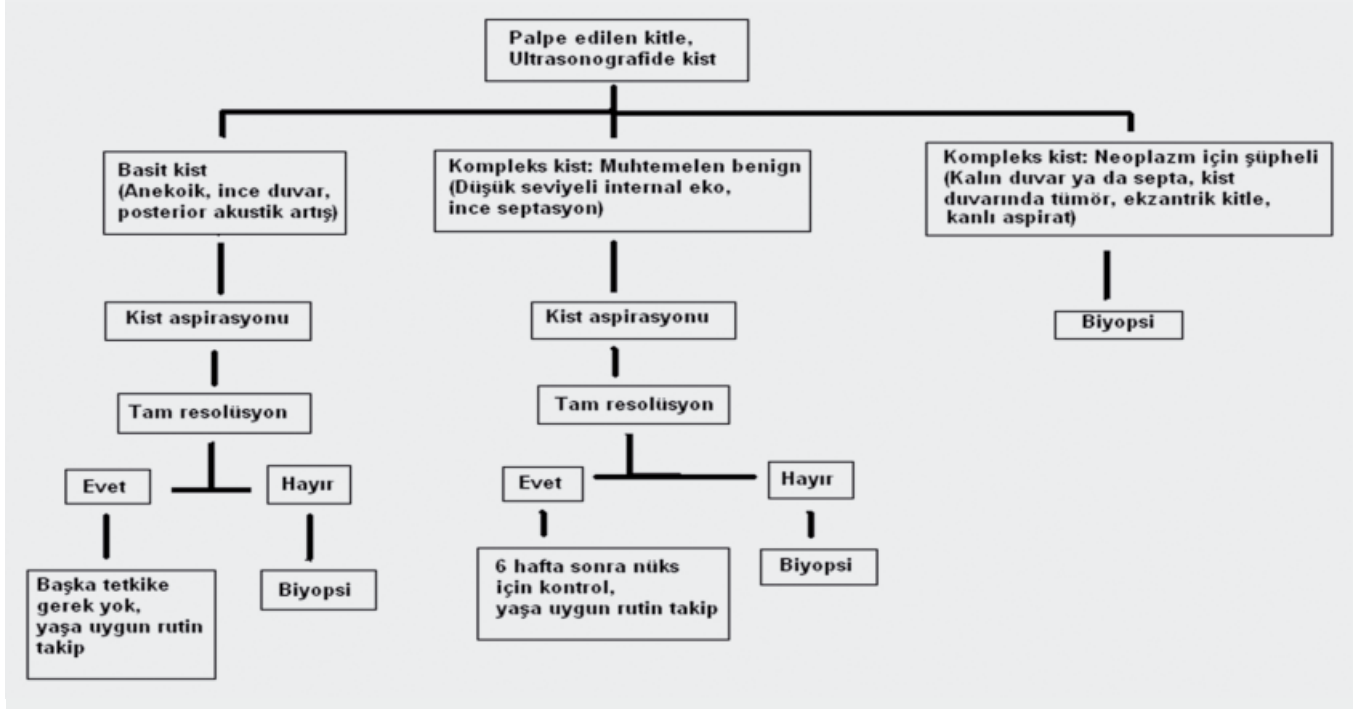 Palpe edilen kitle,
Ultrasonografide kist
Basit kist
(Anekoik, ince duvar,
posterior akustik artış)
Kompleks kist: Muhtemelen benign
(Düşük seviyeli internal eko,
ince septasyon)
Kompleks kist: Neoplazm için şüpheli
(Kalın duvar ya da septa, kist
duvarında tümör, ekzantrik kitle,
kanlı aspirat)
Kist aspirasyonu
Kist aspirasyonu
Biyopsi
Tam resolüsyon
Tam resolüsyon
Evet
Hayır
Evet
Hayır
Başka tetkike
gerek yok,
yaşa uygun rutin
takip
Biyopsi
6 hafta sonra nüks
için kontrol,
yaşa uygun rutin takip
Biyopsi